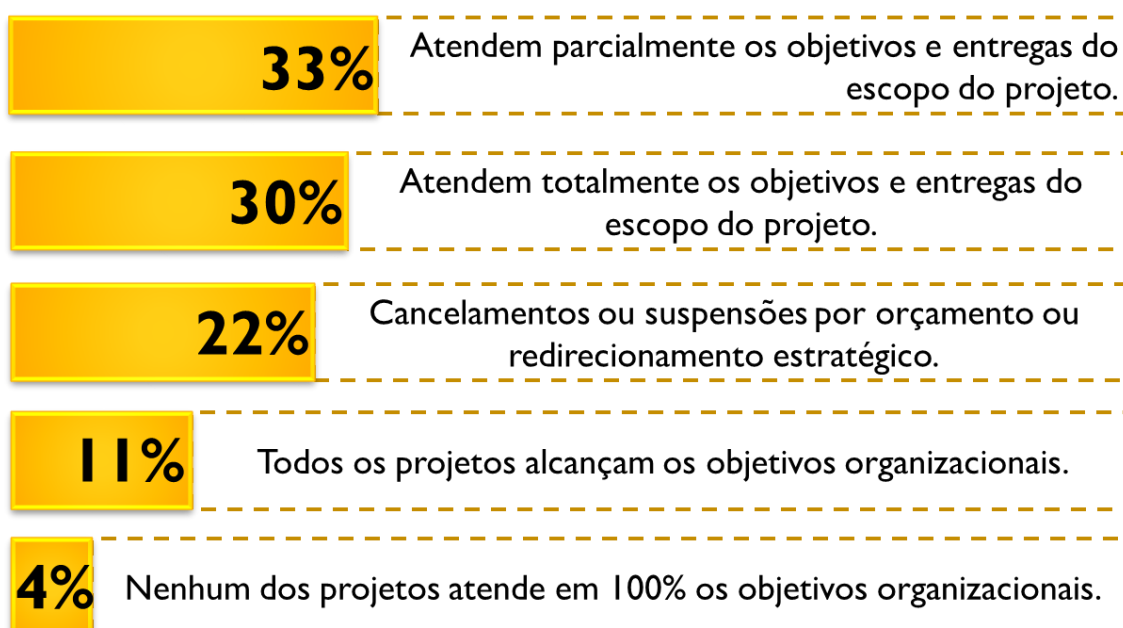 33%
Atendem parcialmente os objetivos e entregas do
escopo do projeto.
30%
Atendem totalmente os objetivos e entregas do
escopo do projeto.
22%
Cancelamentos ou suspensões por orçamento ou
redirecionamento estratégico.
11%
Todos os projetos alcançam os objetivos organizacionais.
4%
Nenhum dos projetos atende em 100% os objetivos organizacionais.